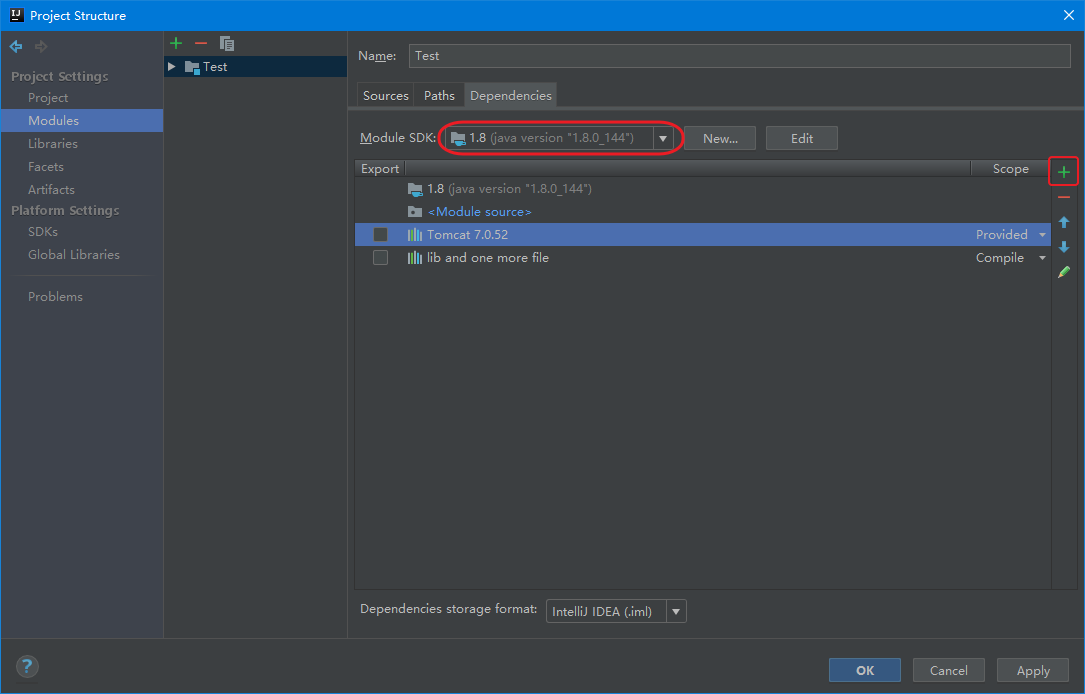 Project Structure
Project Settings
Project
Modules
Libraries
Facets
Artifacts
Platform Settings
SDKs
Global Libraries
Problems
Test
Name: Test
Sources Paths Dependencies
Module SDK: 1.8 (java version "1.8.0_144") New... Edit
Export Scope
1.8 (java version "1.8.0_144")
<Module source>
Tomcat 7.0.52 Provided
lib and one more file Compile
Dependencies storage format: IntelliJ IDEA (.iml)
? OK Cancel Apply